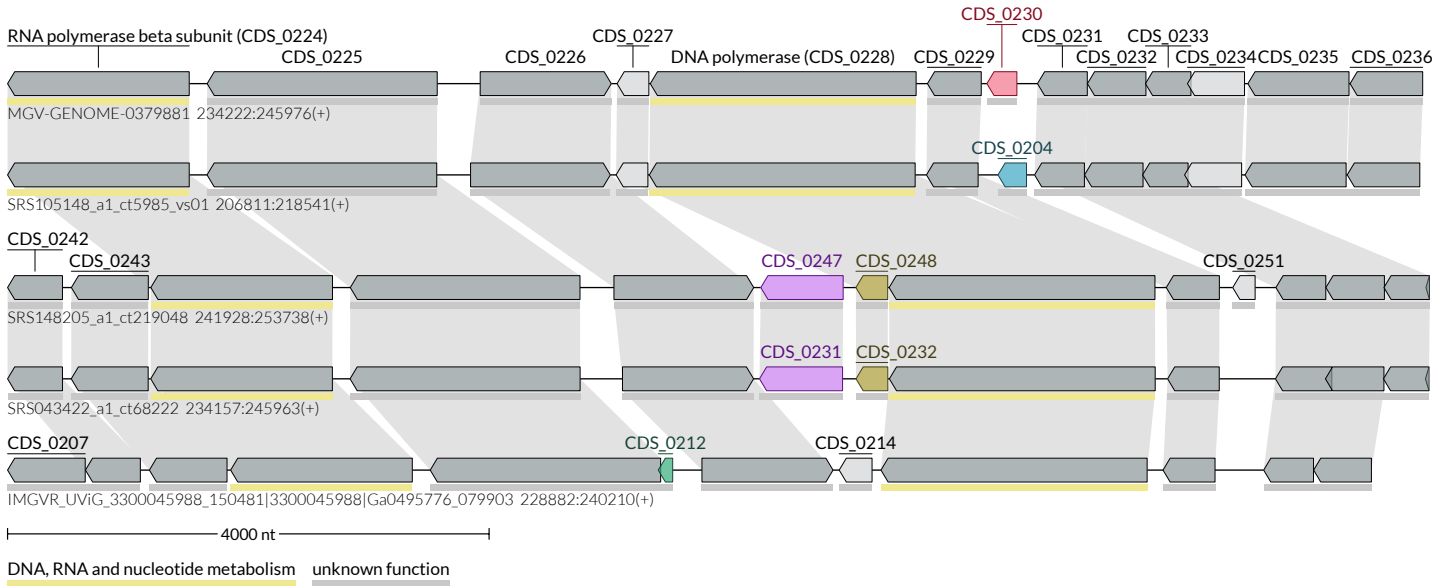 CDS_0230
RNA polymerase beta subunit (CDS_0224)
CDS_0227
CDS_0231
CDS_0233
CDS_0225
CDS_0226
DNA polymerase (CDS_0228)
CDS_0229
CDS_0232
CDS_0234
CDS_0235
CDS_0236
MGV-GENOME-0379881 234222:245976(+)
CDS_0204
SRS105148_a1_ct5985_vs01 206811:218541(+)
CDS_0242
CDS_0243
CDS_0247
CDS_0248
CDS_0251
SRS148205_a1_ct219048 241928:253738(+)
CDS_0231
CDS_0232
SRS043422_a1_ct68222 234157:245963(+)
CDS_0207
CDS_0212
CDS_0214
IMGVR_UViG_3300045988_150481|3300045988|Ga0495776_079903 228882:240210(+)
4000 nt
DNA, RNA and nucleotide metabolism
unknown function